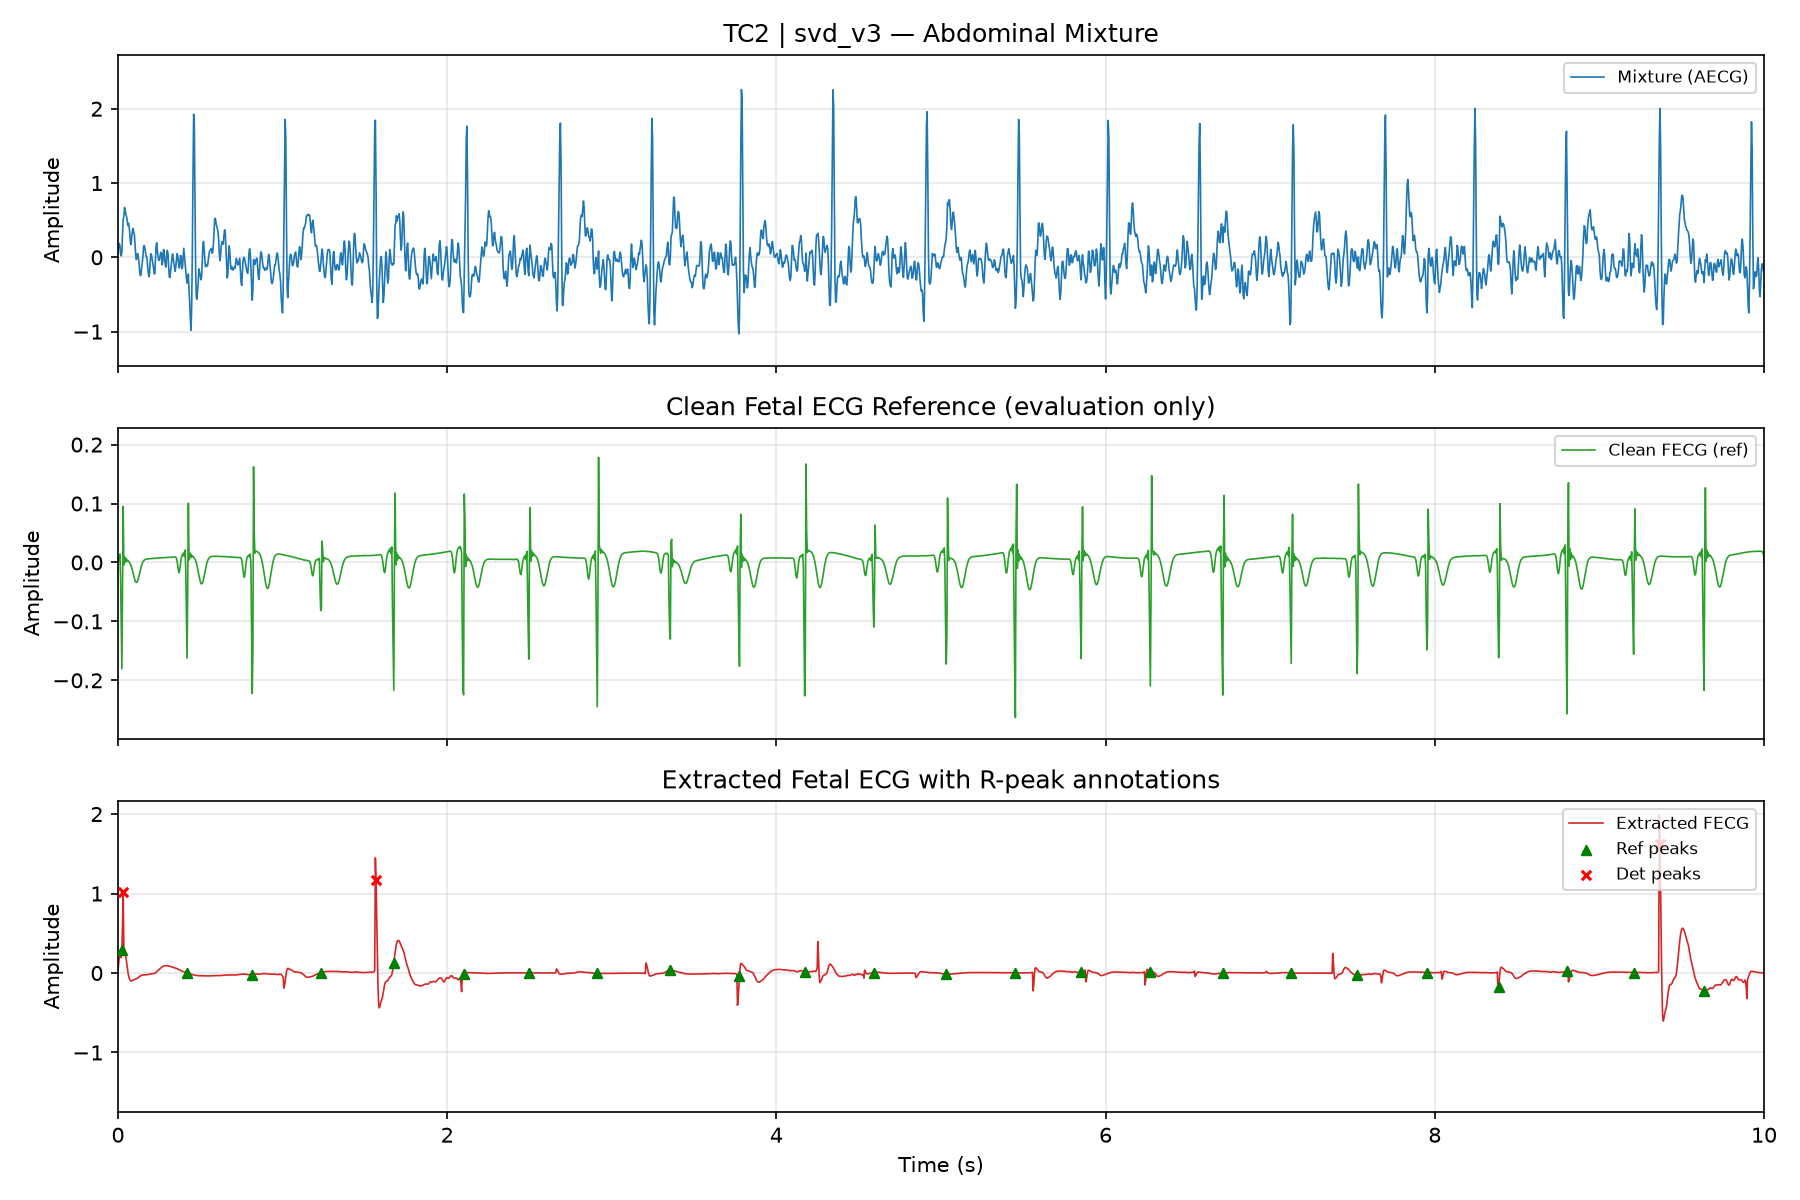 TC2 | svd_v3 — Abdominal Mixture
Mixture (AECG)
Amplitude
2
1
0
−1
Clean Fetal ECG Reference (evaluation only)
Clean FECG (ref)
Amplitude
0.2
0.1
0.0
−0.1
−0.2
Extracted Fetal ECG with R-peak annotations
Extracted FECG
Ref peaks
Det peaks
Amplitude
2
1
0
−1
0 2 4 6 8 10
Time (s)